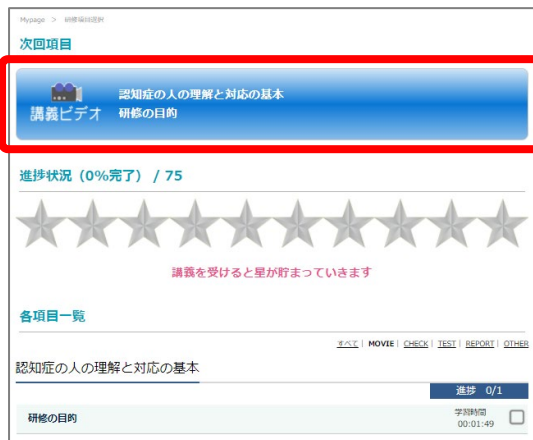 Mypage > 研修項目選択
次回項目
認知症の人の理解と対応の基本
講義ビデオ 研修の目的
進捗状況（0%完了）/ 75
講義を受けると星が貯まっていきます
各項目一覧
すべて | MOVIE | CHECK | TEST | REPORT | OTHER
認知症の人の理解と対応の基本
進捗 0/1
研修の目的
学習時間
00:01:49